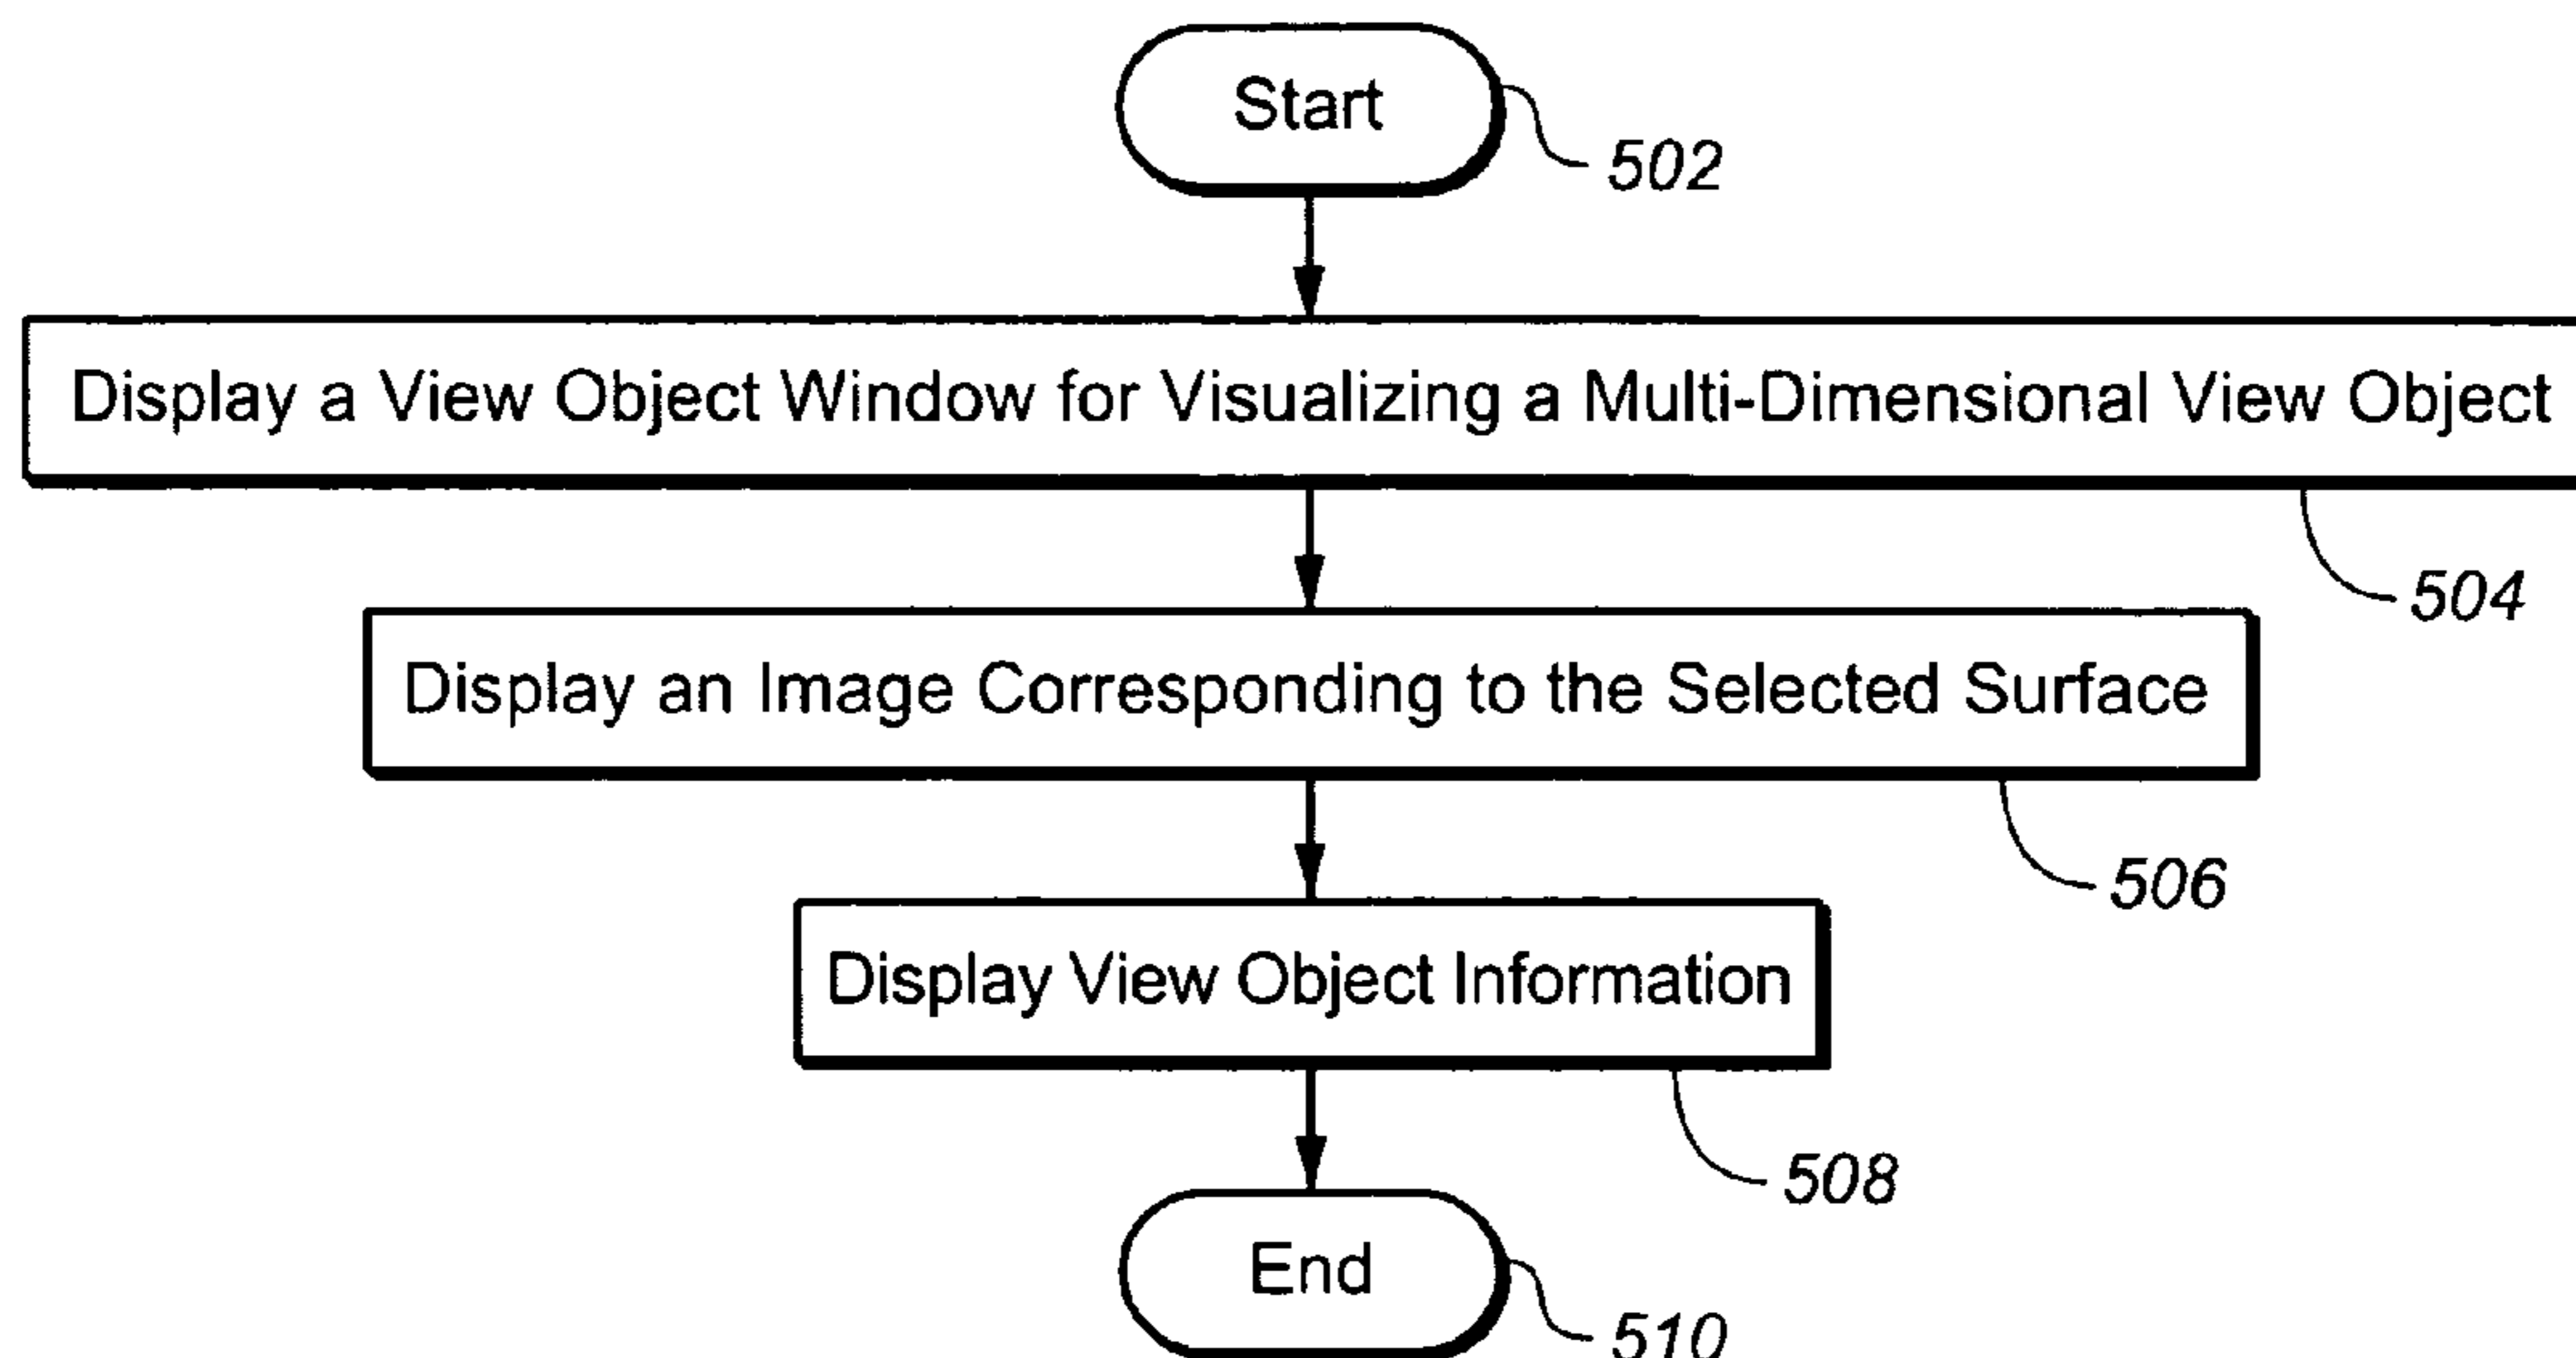 Start
502
Display a View Object Window for Visualizing a Multi-Dimensional View Object
504
Display an Image Corresponding to the Selected Surface
506
Display View Object Information
508
End
510